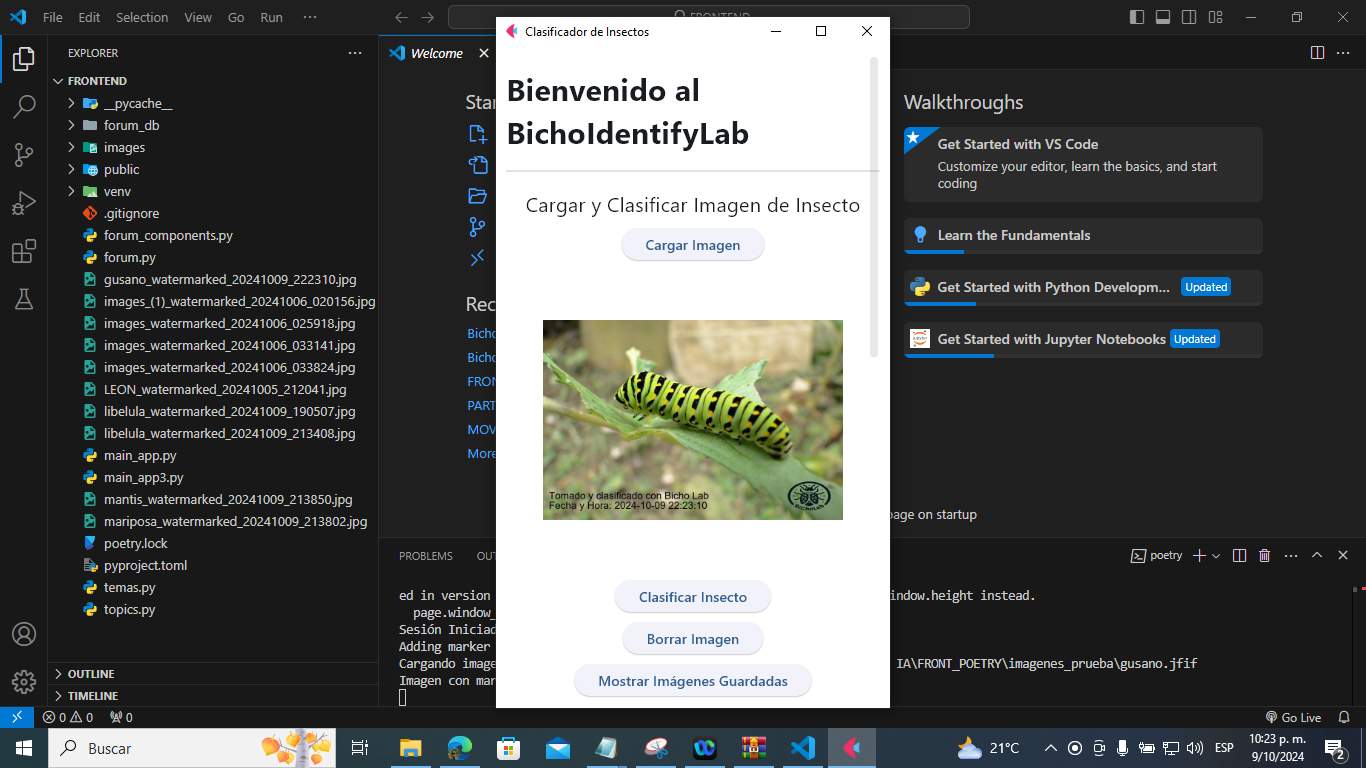 File Edit Selection View Go Run ···
FRONTEND
EXPLORER
FRONTEND
__pycache__
forum_db
images
public
venv
.gitignore
forum_components.py
forum.py
gusano_watermarked_20241009_222310.jpg
images_(1)_watermarked_20241006_020156.jpg
images_watermarked_20241006_025918.jpg
images_watermarked_20241006_033141.jpg
images_watermarked_20241006_033824.jpg
LEON_watermarked_20241005_212041.jpg
libelula_watermarked_20241009_190507.jpg
libelula_watermarked_20241009_213408.jpg
main_app.py
main_app3.py
mantis_watermarked_20241009_213850.jpg
mariposa_watermarked_20241009_213802.jpg
poetry.lock
pyproject.toml
temas.py
topics.py
OUTLINE
TIMELINE
Welcome
Star
Rec
Bicho
Bicho
FRON
PART
MOV
More
Clasificador de Insectos
Bienvenido al
BichoIdentifyLab
Cargar y Clasificar Imagen de Insecto
Cargar Imagen
Tomado y clasificado con Bicho Lab
Fecha y Hora: 2024-10-09 22:23:10
BICHOLAB
Clasificar Insecto
Borrar Imagen
Mostrar Imágenes Guardadas
Walkthroughs
Get Started with VS Code
Customize your editor, learn the basics, and start
coding
Learn the Fundamentals
Get Started with Python Developm... Updated
Get Started with Jupyter Notebooks Updated
page on startup
PROBLEMS OUT
poetry
ed in version
ndow.height instead.
page.window_
Sesión Iniciad
Adding marker
Cargando image
IA\FRONT_POETRY\imagenes_prueba\gusano.jfif
Imagen con mar
0 0 0
Go Live
Buscar
21°C
ESP
10:23 p. m.
9/10/2024
2